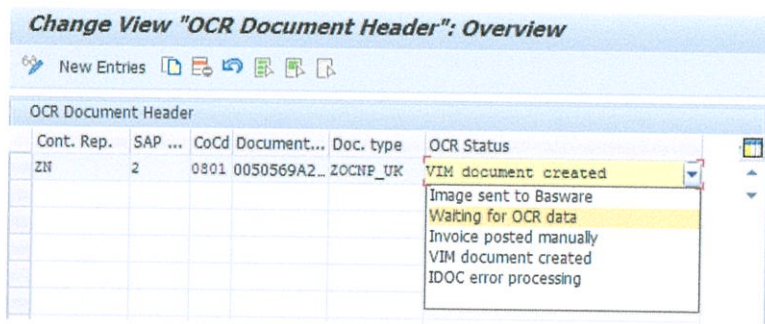 Change View "OCR Document Header": Overview
New Entries
OCR Document Header
Cont. Rep. SAP ... CoCd Document... Doc. type OCR Status
ZN 2 0801 0050569A2_ ZOCNP_UK VIM document created
Image sent to Basware
Waiting for OCR data
Invoice posted manually
VIM document created
IDOC error processing